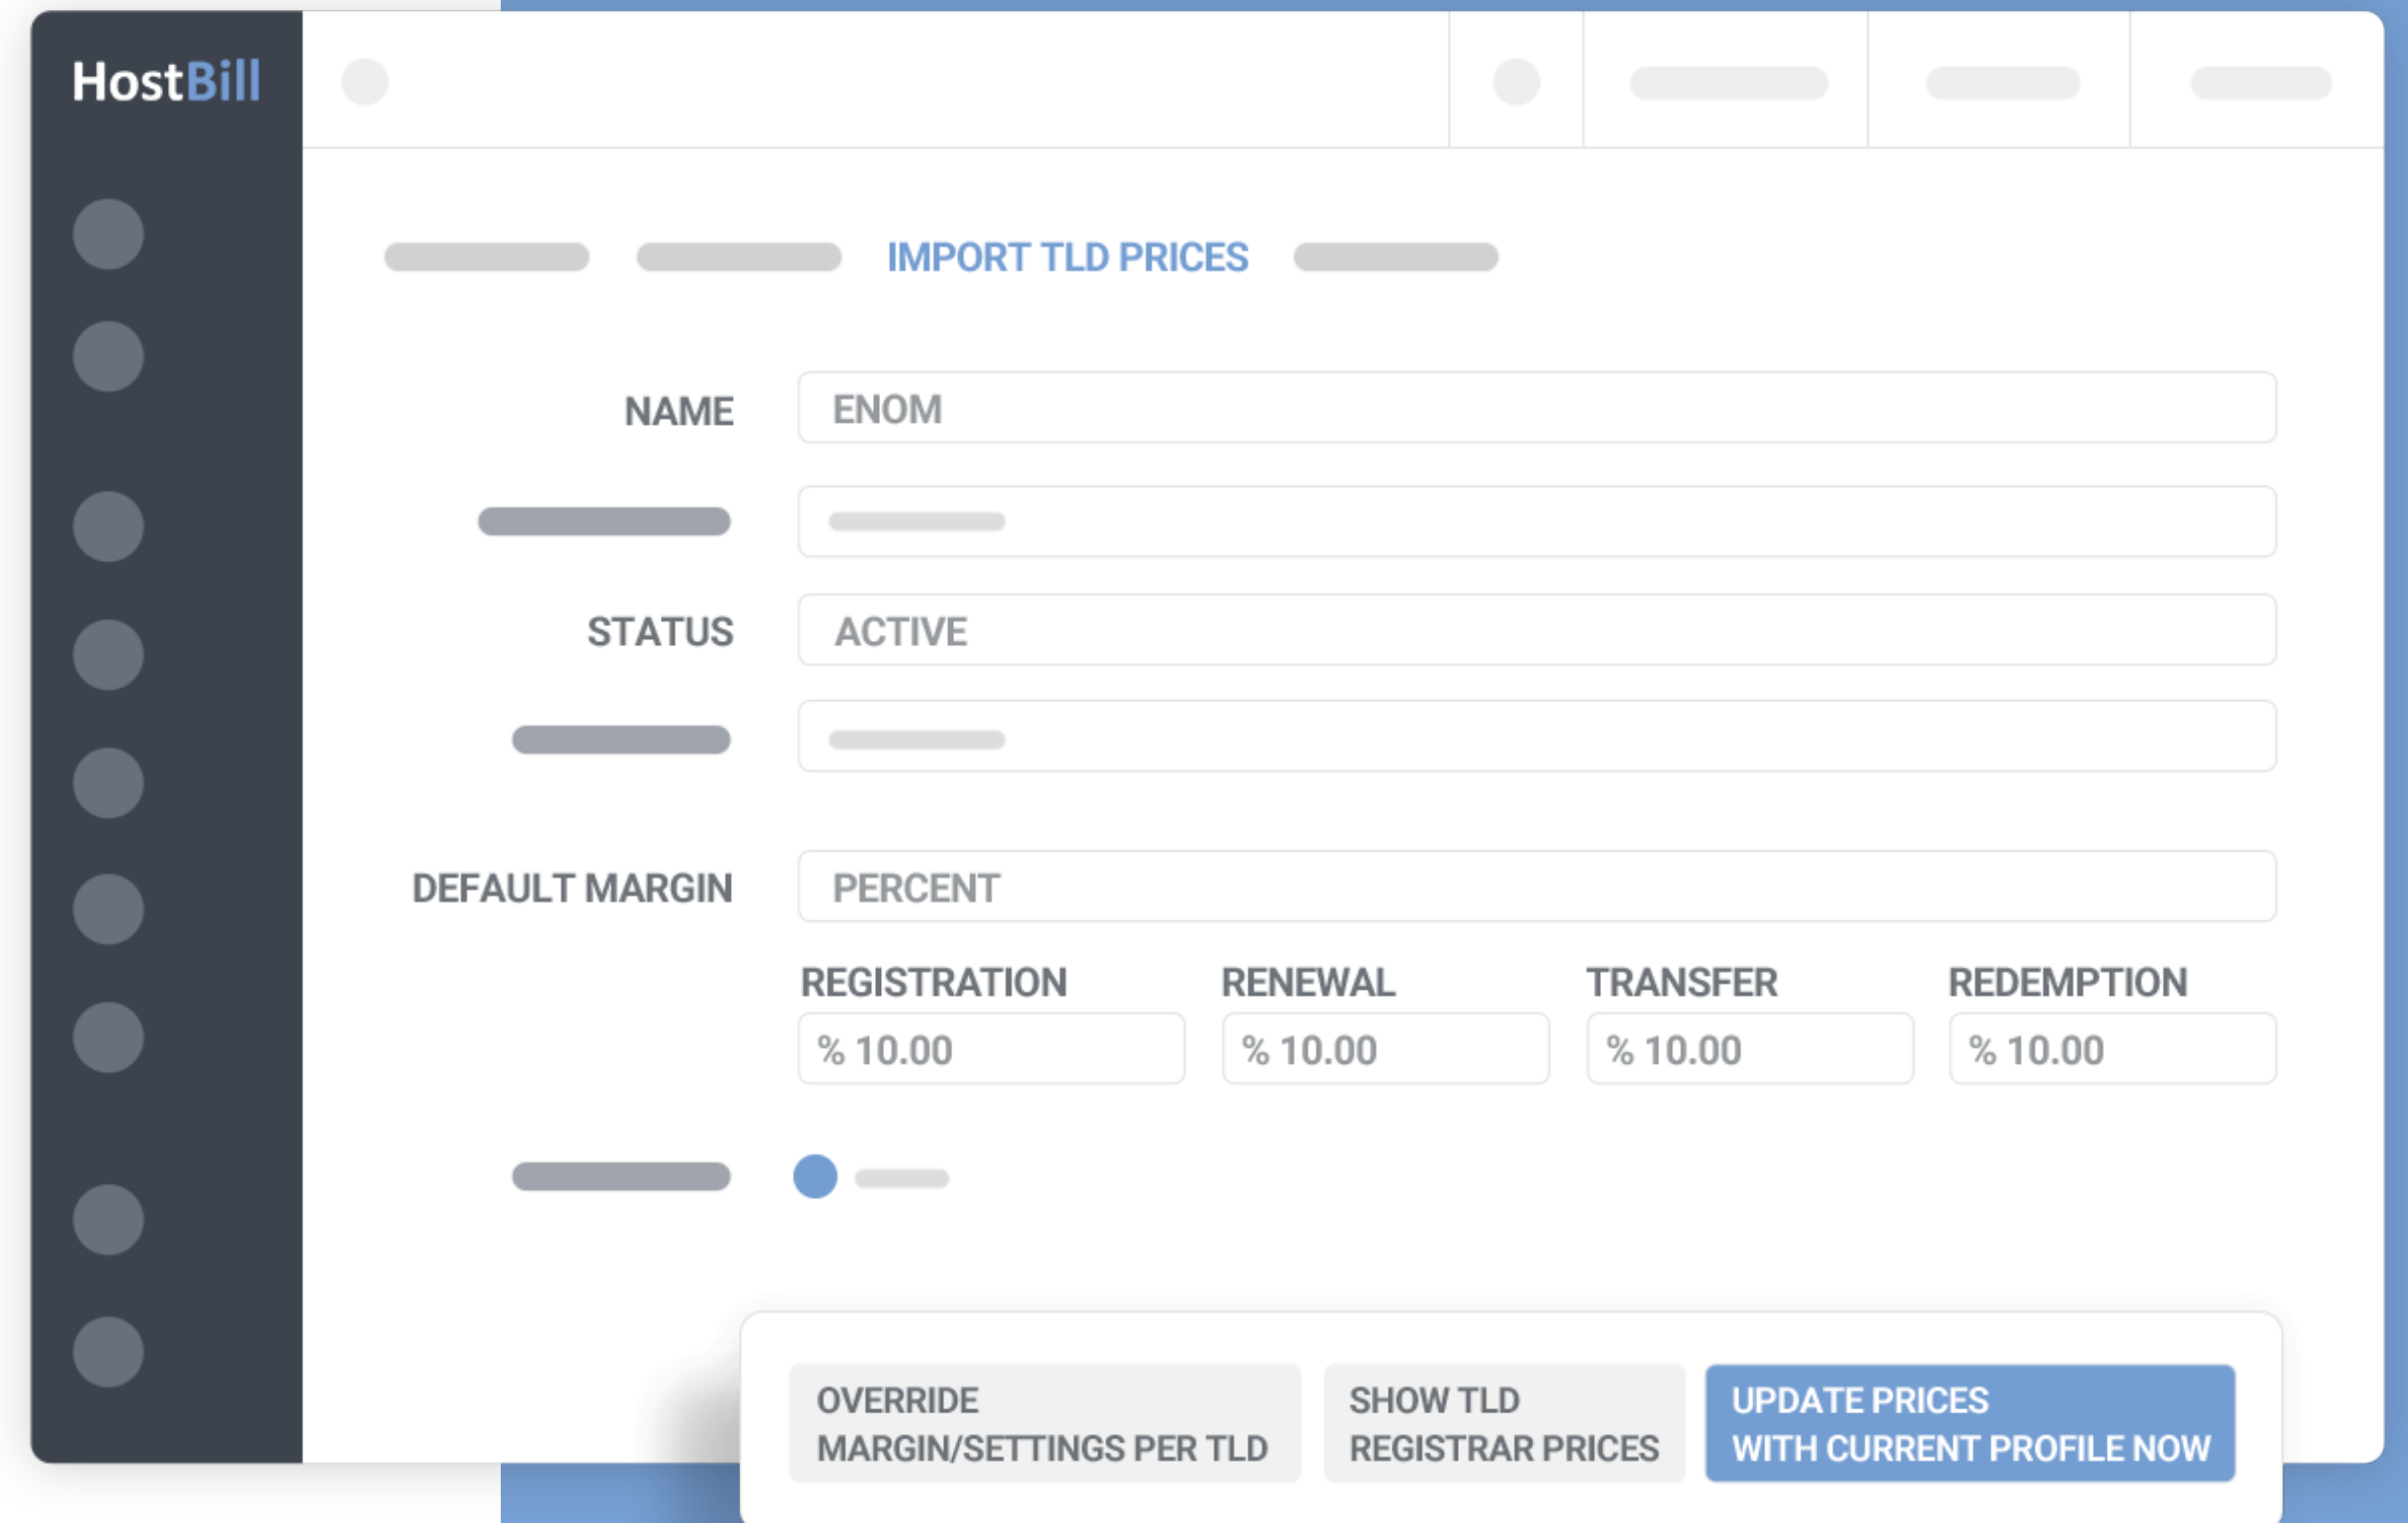 HostBill
IMPORT TLD PRICES
NAME
ENOM
STATUS
ACTIVE
DEFAULT MARGIN
PERCENT
REGISTRATION
RENEWAL
TRANSFER
REDEMPTION
% 10.00
% 10.00
% 10.00
% 10.00
OVERRIDE
MARGIN/SETTINGS PER TLD
SHOW TLD
REGISTRAR PRICES
UPDATE PRICES
WITH CURRENT PROFILE NOW